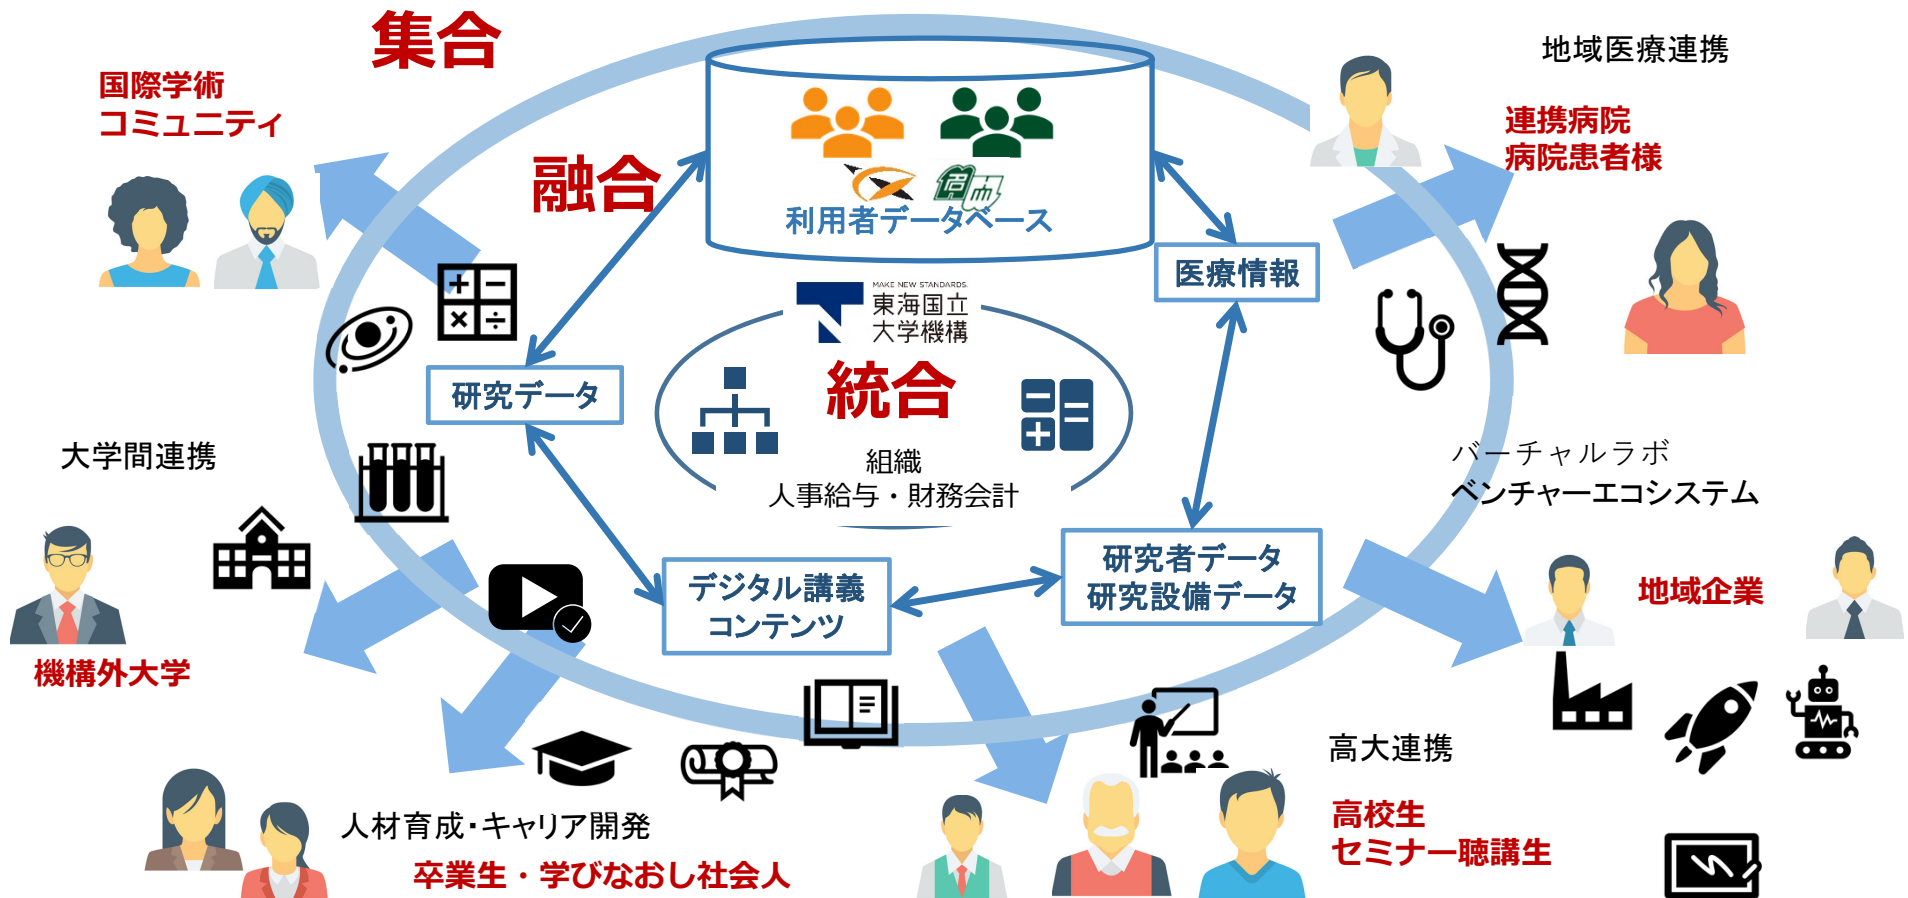 集合
国際学術
コミュニティ
融合
利用者データベース
地域医療連携
連携病院
病院患者様
医療情報
MAKE NEW STANDARDS.
東海国立
大学機構
統合
組織
人事給与・財務会計
研究データ
大学間連携
機構外大学
バーチャルラボ
ベンチャーエコシステム
地域企業
研究者データ
研究設備データ
デジタル講義
コンテンツ
高大連携
高校生
セミナー聴講生
人材育成・キャリア開発
卒業生・学びなおし社会人